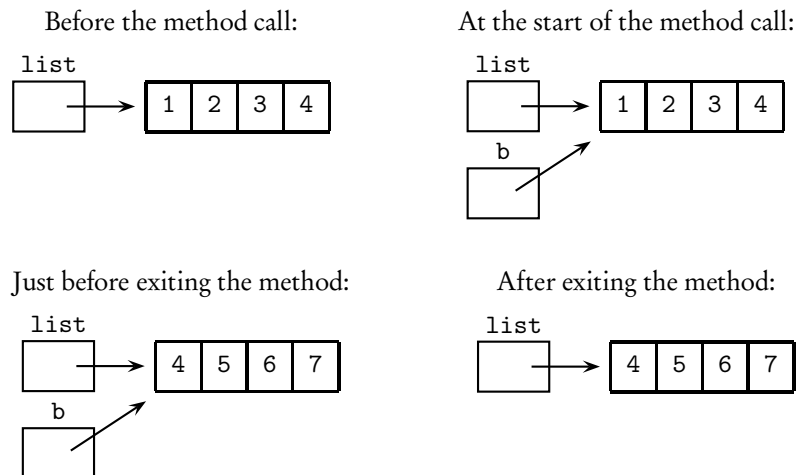 Before the method call:
list
1 2 3 4
At the start of the method call:
list
1 2 3 4
b
Just before exiting the method:
list
4 5 6 7
b
After exiting the method:
list
4 5 6 7